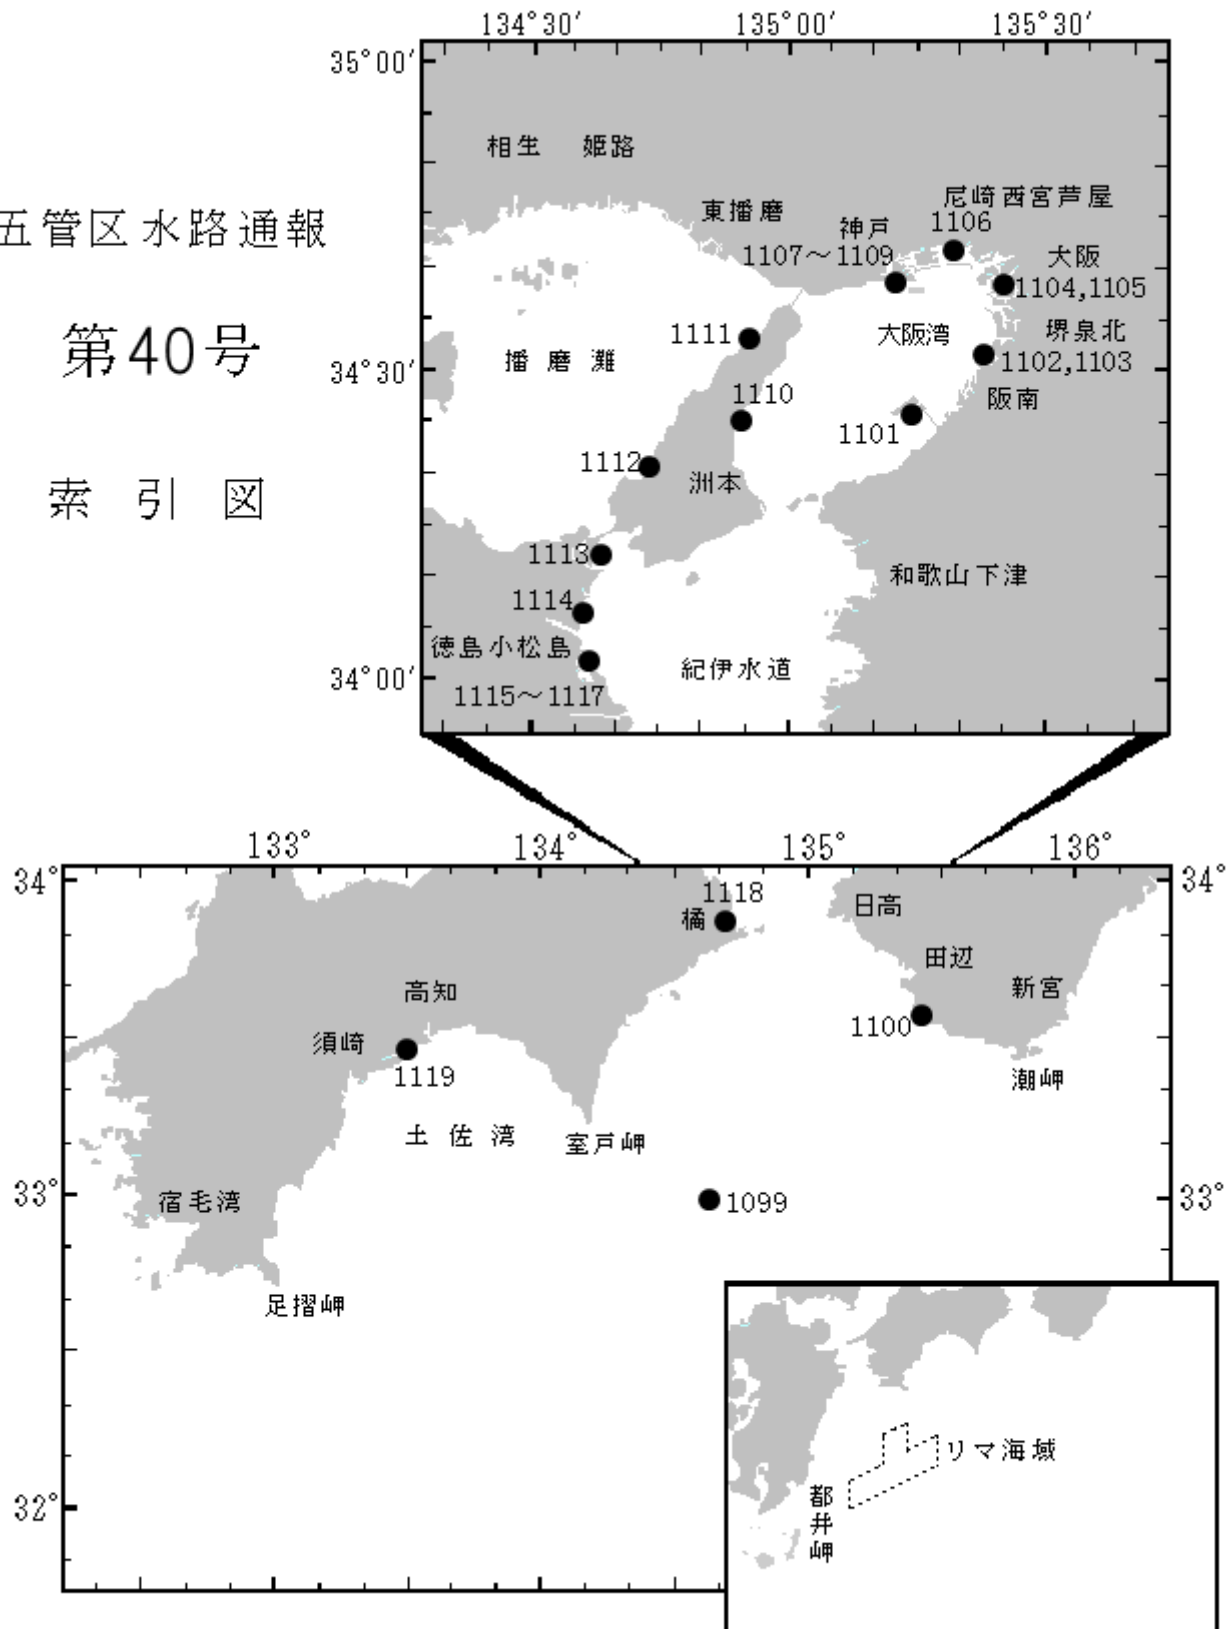 134°30′ 135°00′ 135°30′
35°00′
相生 姫路
尼崎西宮芦屋
東播磨
1106
五管区水路通報
神戸
大阪
1107～1109
1104,1105
第40号
1111
大阪湾
堺泉北
播磨灘
1102,1103
34°30′
1110
阪南
1101
1112
洲本
索引図
1113
和歌山下津
1114
徳島小松島
紀伊水道
34°00′
1115～1117
133° 134° 135° 136°
34° 34°
1118
橘
日高
田辺
高知
新宮
1100
須崎
1119
潮岬
土佐湾
室戸岬
33° 33°
宿毛湾
1099
足摺岬
リマ海域
都井岬
32°